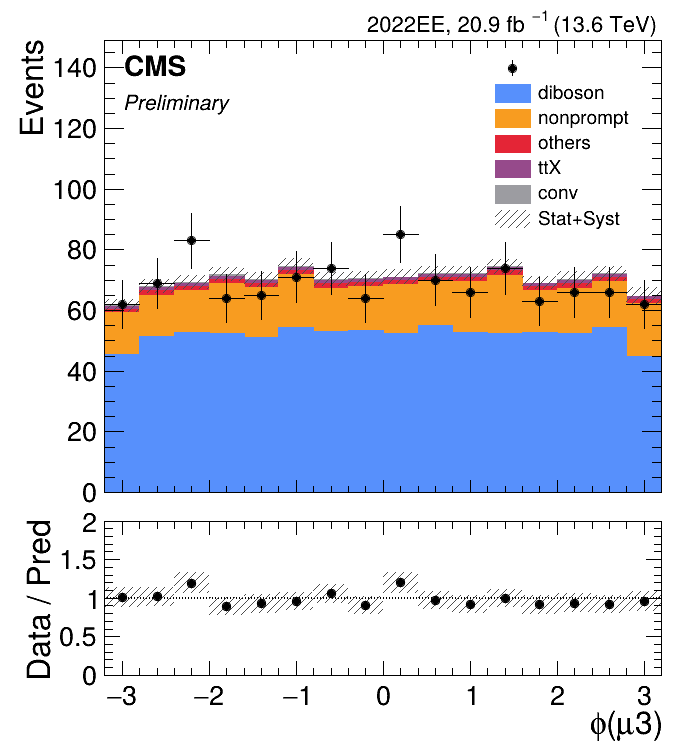 2022EE, 20.9 fb⁻¹ (13.6 TeV)
CMS
Preliminary
Events
140
120
100
80
60
40
20
0
diboson
nonprompt
others
ttX
conv
Stat+Syst
Data / Pred
2
1.5
1
0.5
0
−3 −2 −1 0 1 2 3
ϕ(μ3)